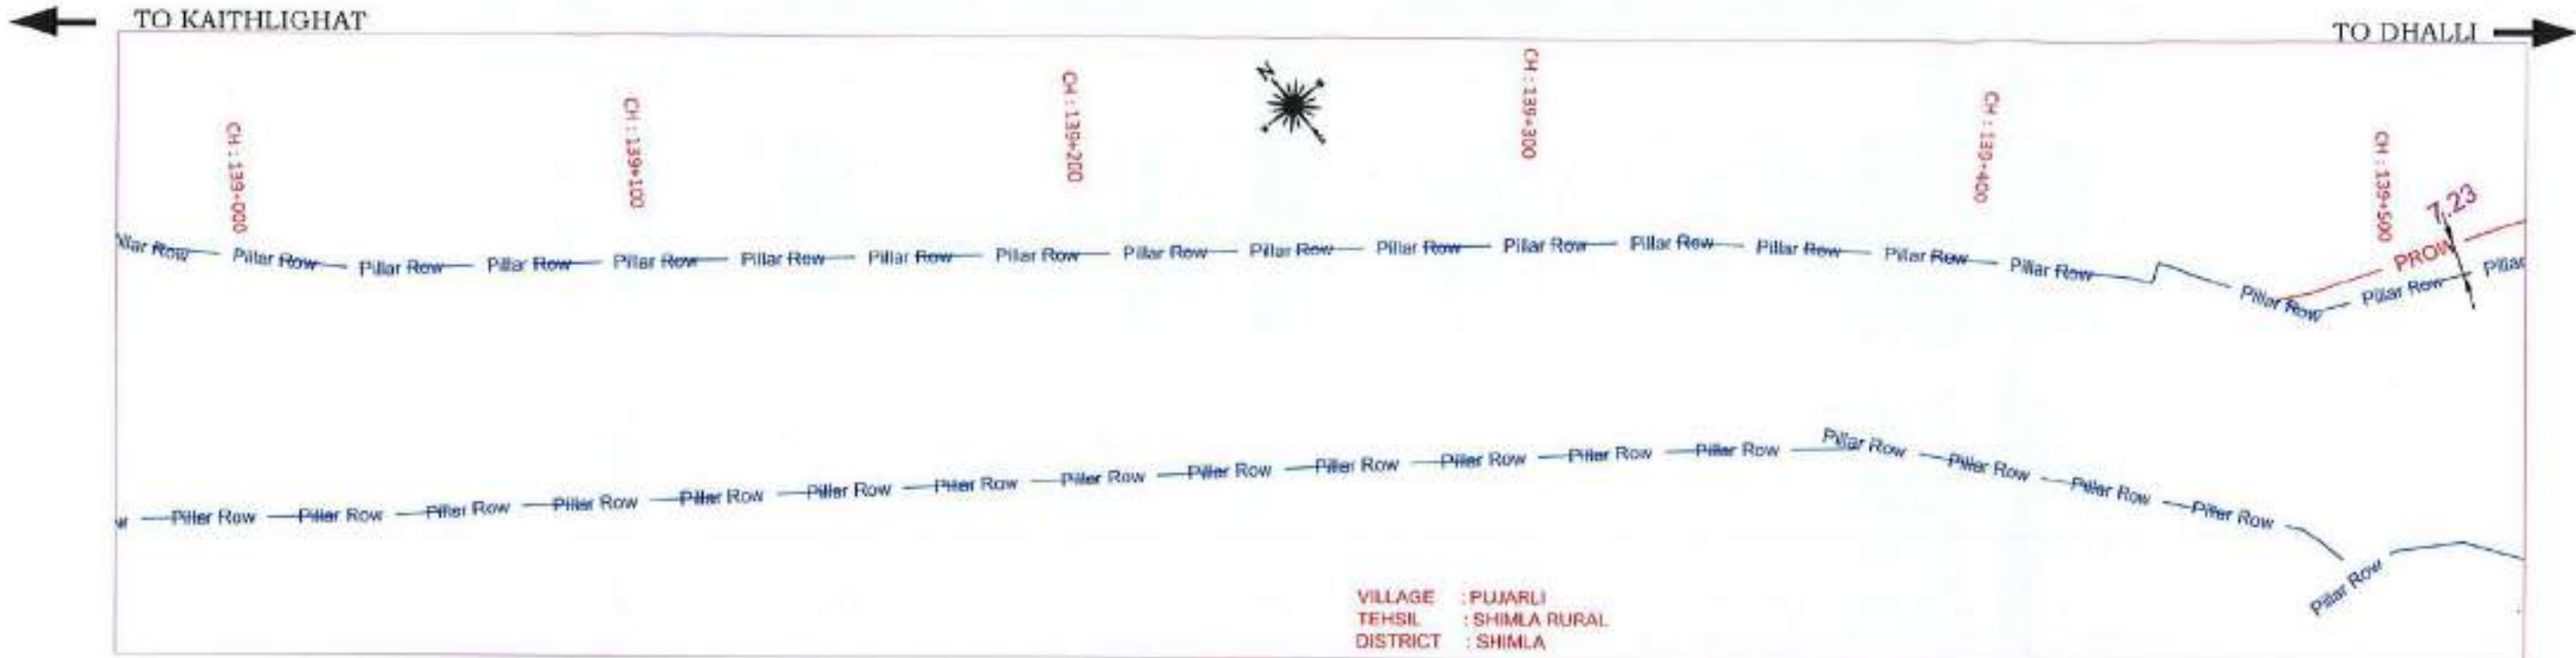 TO KAITHLIGHAT
TO DHALLI
N
CH : 139+000
CH : 139+100
CH : 139+200
CH : 139+300
CH : 139+400
CH : 139+500
7.23
PROW
Pillar Row Pillar Row Pillar Row Pillar Row Pillar Row Pillar Row Pillar Row Pillar Row Pillar Row Pillar Row Pillar Row Pillar Row Pillar Row Pillar Row Pillar Row Pillar Row Pillar Row Pillar Row Pillar
Pillar Row Pillar Row Pillar Row Pillar Row Pillar Row Pillar Row Pillar Row Pillar Row Pillar Row Pillar Row Pillar Row Pillar Row Pillar Row Pillar Row Pillar Row Pillar Row Pillar Row Pillar Row
VILLAGE : PUJARLI
TEHSIL : SHIMLA RURAL
DISTRICT : SHIMLA